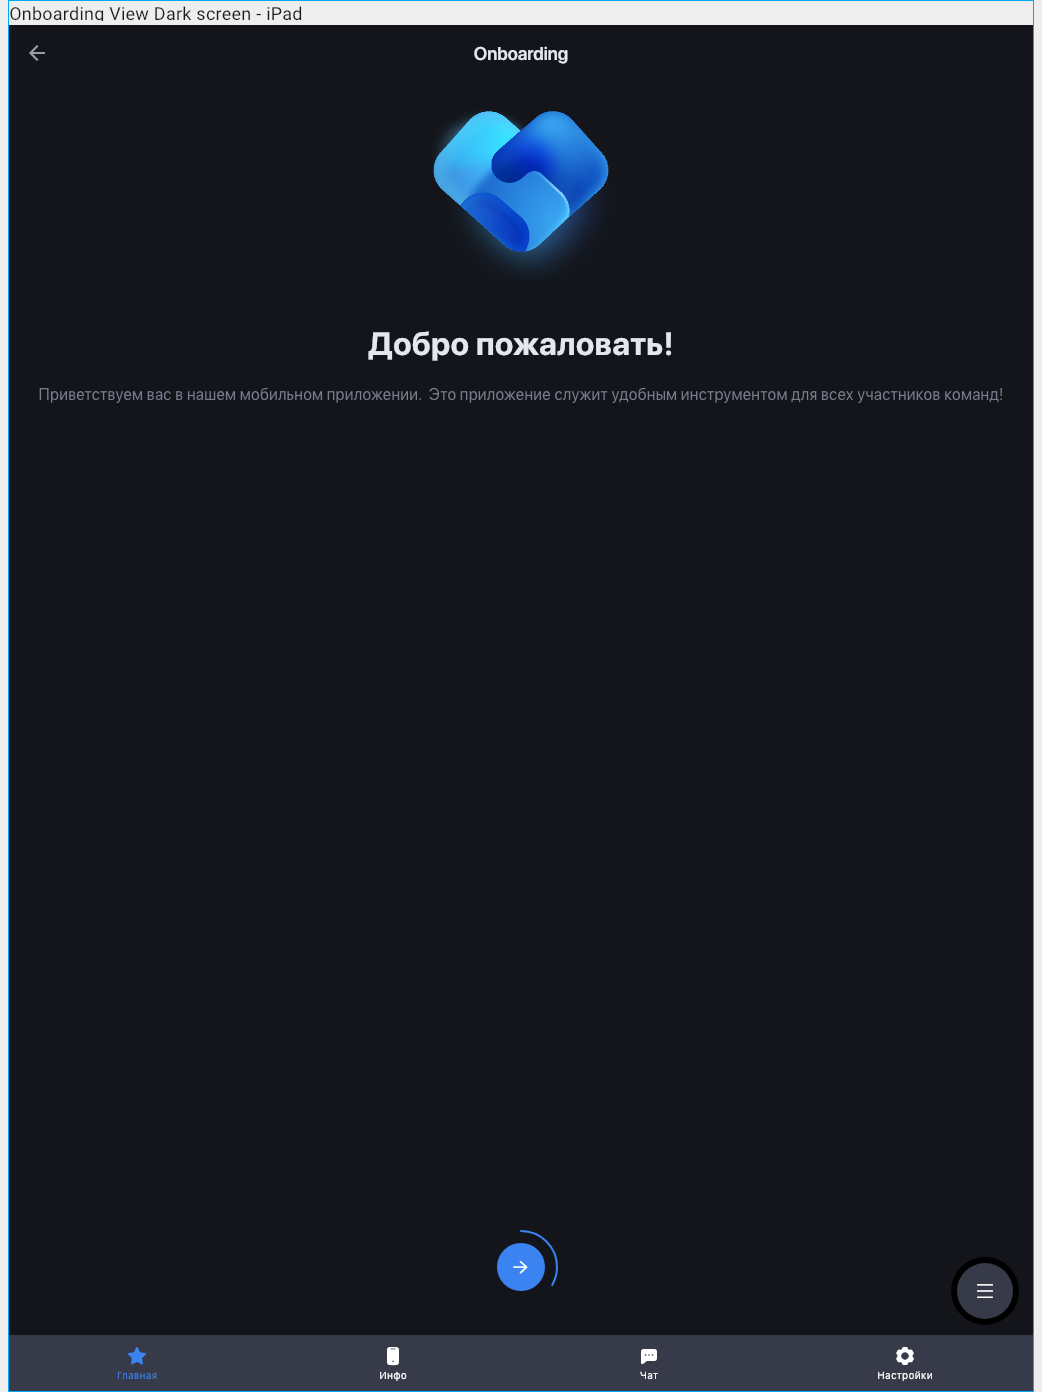 Onboarding View Dark screen - iPad
Onboarding
Добро пожаловать!
Приветствуем вас в нашем мобильном приложении. Это приложение служит удобным инструментом для всех участников команд!
Главная
Инфо
Чат
Настройки